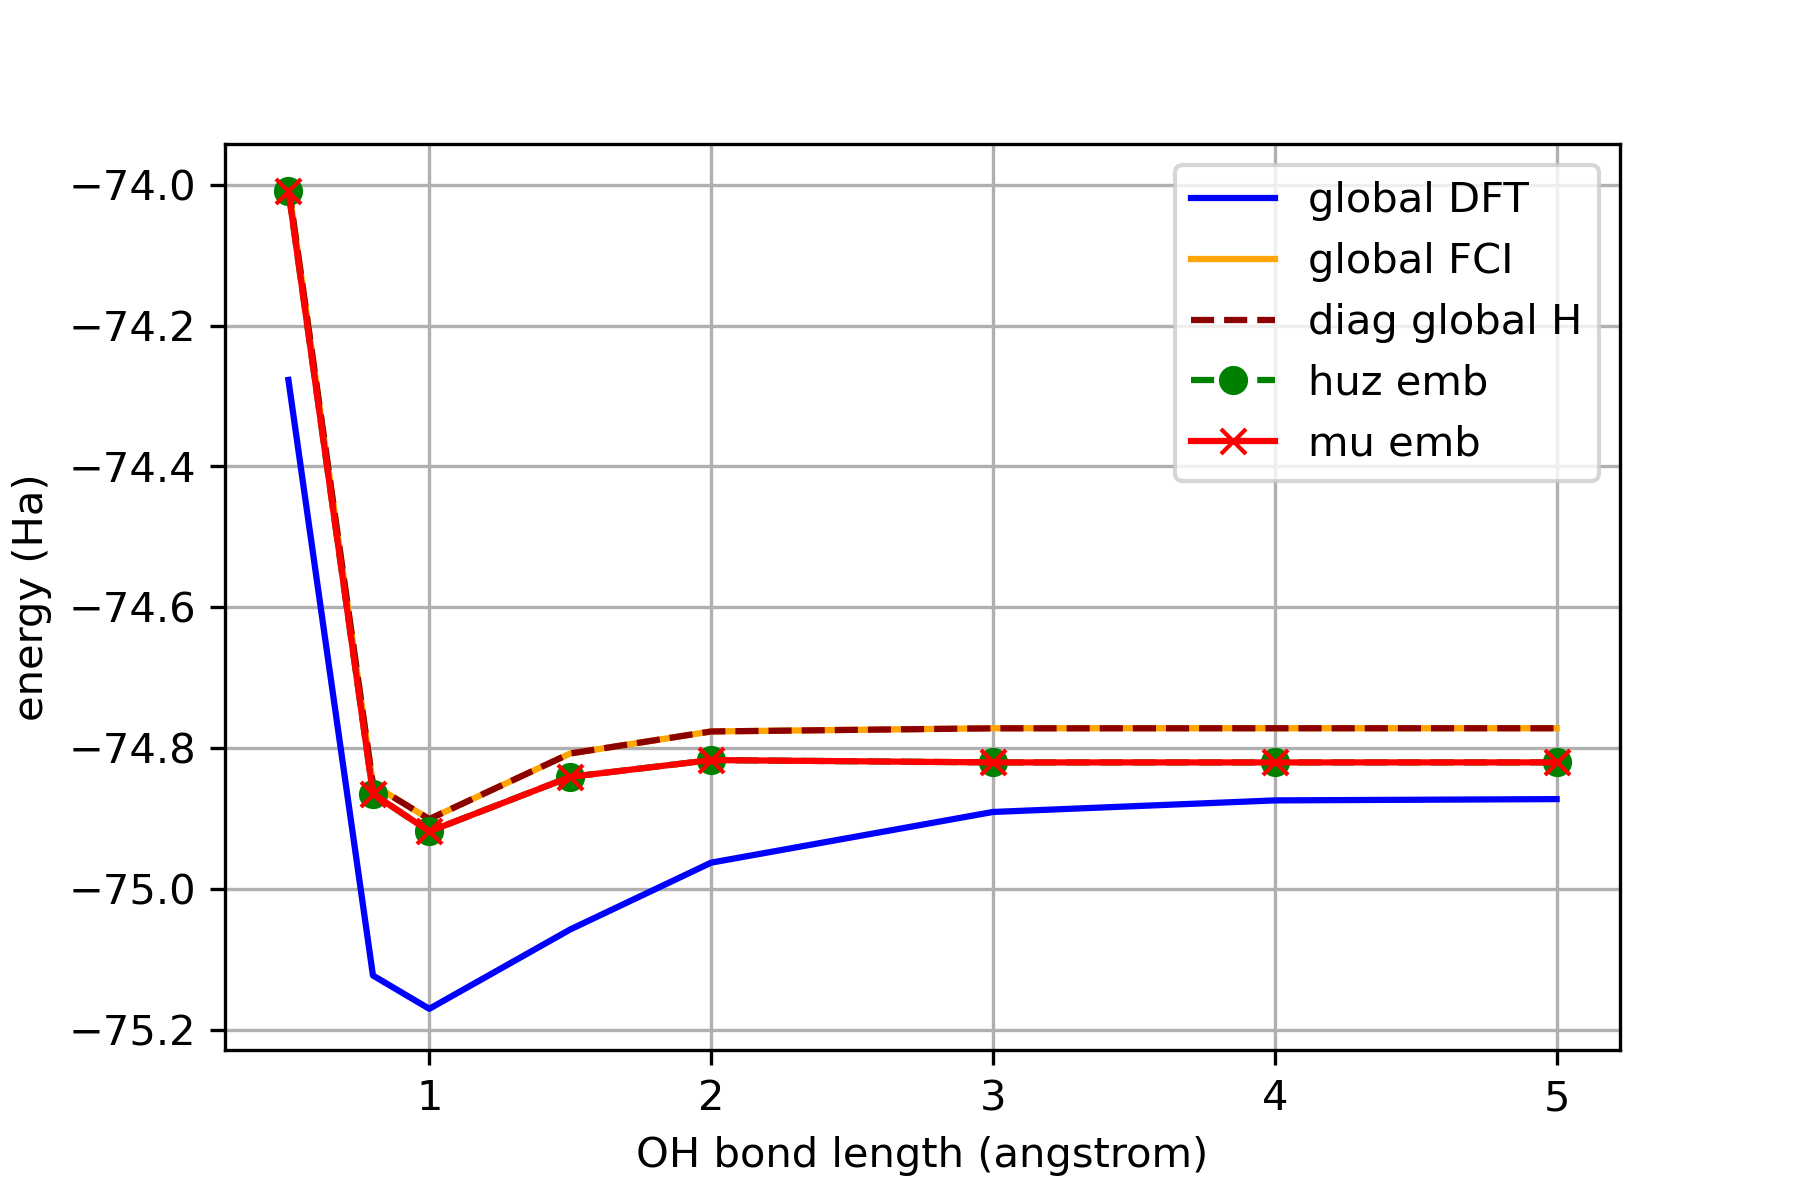 −74.0
−74.2
−74.4
−74.6
−74.8
−75.0
−75.2
energy (Ha)
global DFT
global FCI
diag global H
huz emb
mu emb
1 2 3 4 5
OH bond length (angstrom)